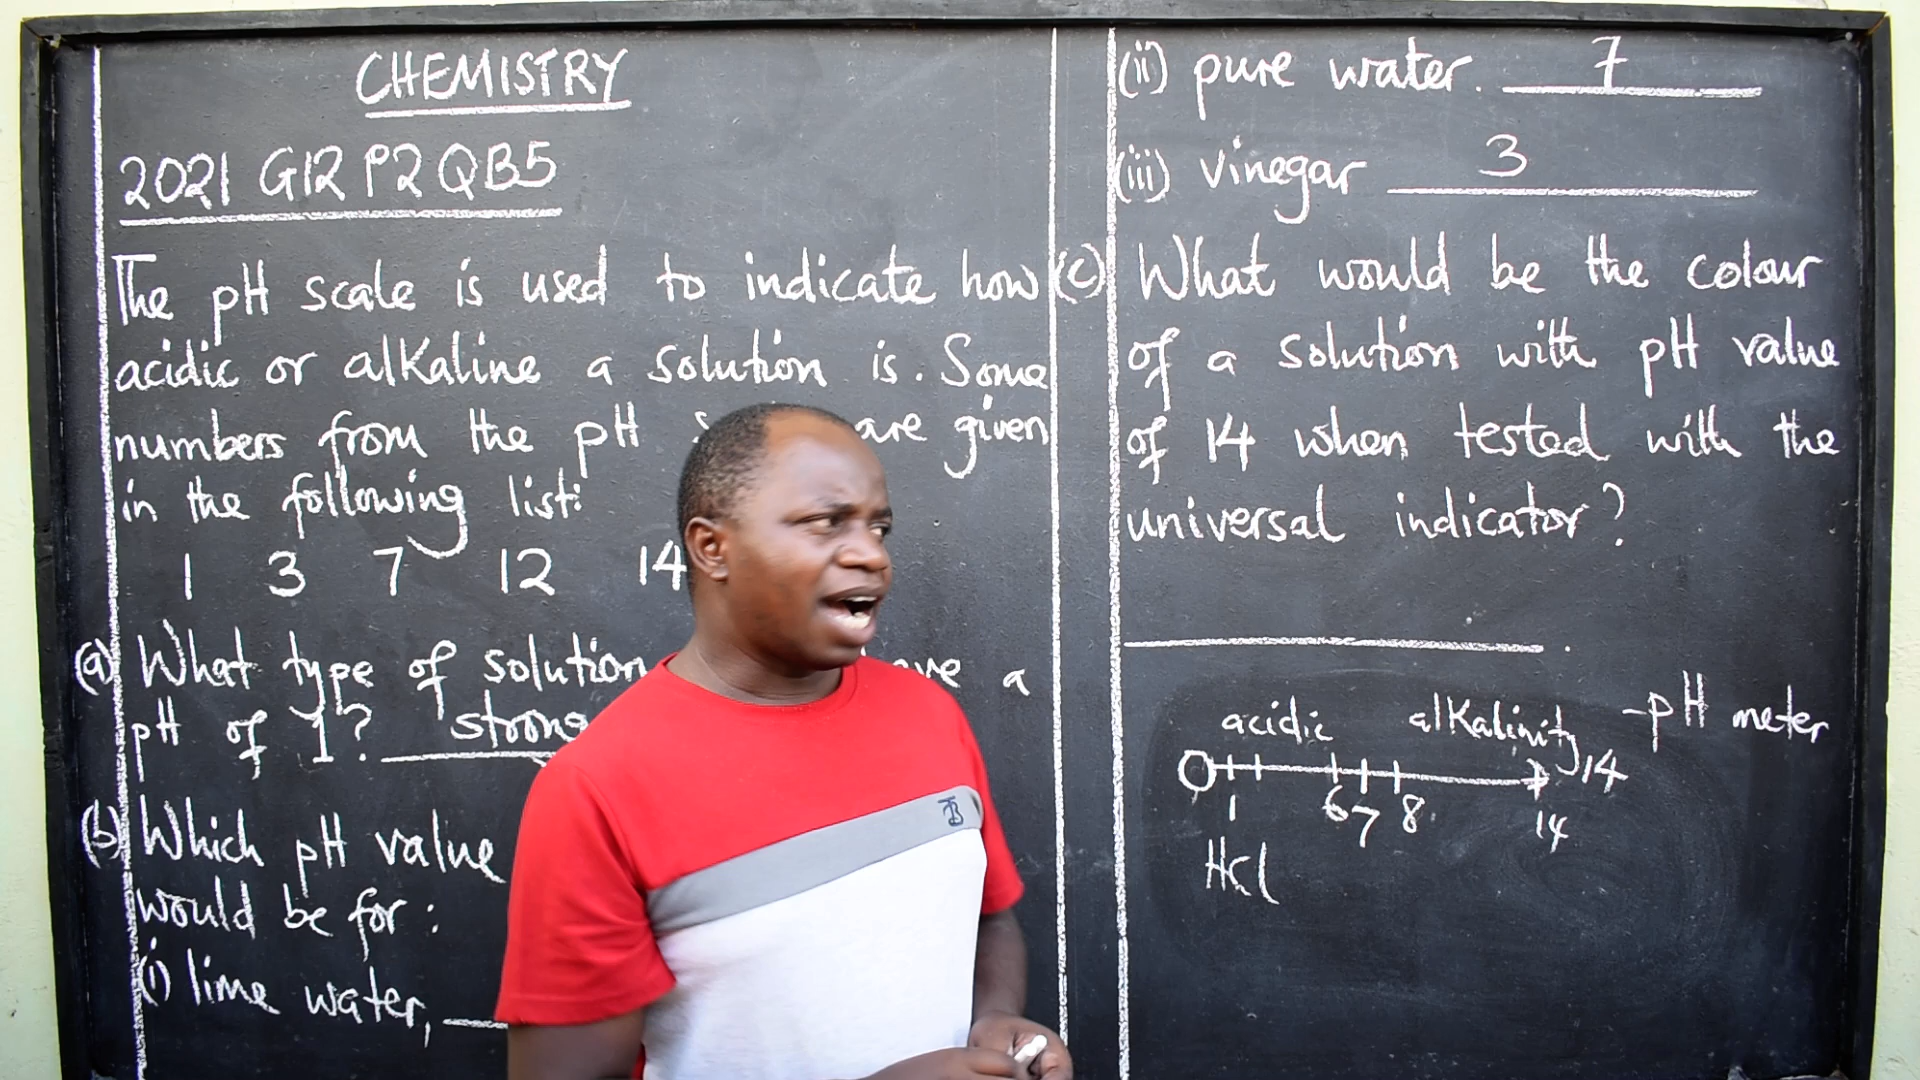 CHEMISTRY
2021 G12 P2 QB5
The pH scale is used to indicate how
acidic or alkaline a solution is. Some
numbers from the pH are given
in the following list:
1 3 7 12 14
(a) What type of solution a
pH of 1? strong
(b) Which pH value
would be for:
(i) lime water,
(ii) pure water. 7
(iii) vinegar 3
(c) What would be the colour
of a solution with pH value
of 14 when tested with the
universal indicator?
acidic alkalinity -pH meter
0 14
1 6 7 8 14
HCl